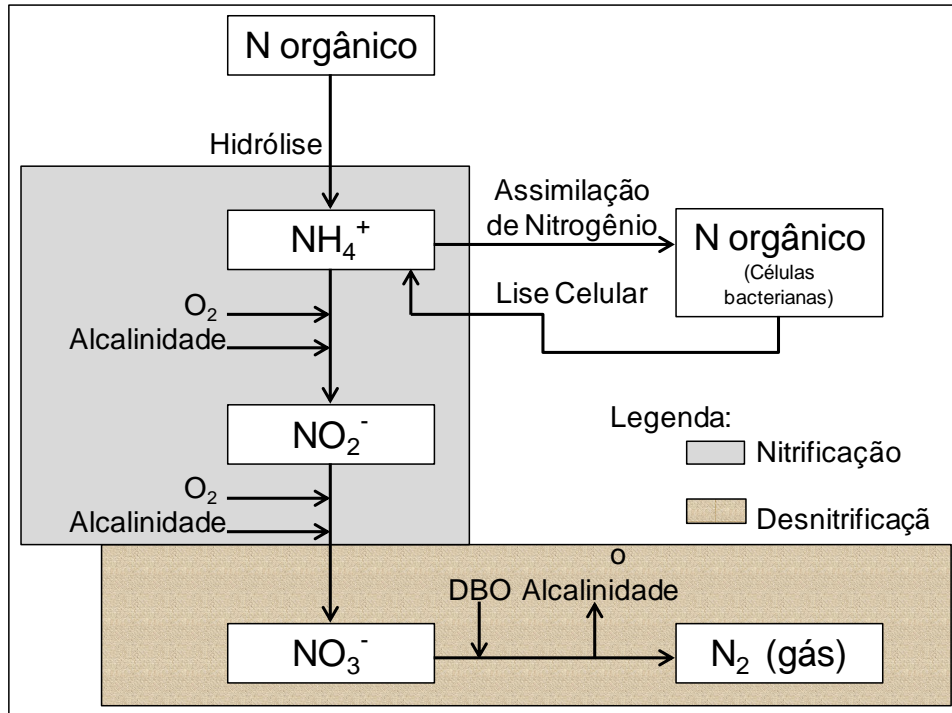 N orgânico
Hidrólise
NH₄⁺
Assimilação
de Nitrogênio
N orgânico
(Células
bacterianas)
Lise Celular
O₂
Alcalinidade
NO₂⁻
Legenda:
Nitrificação
Desnitrificaçã
o
O₂
Alcalinidade
DBO Alcalinidade
NO₃⁻
N₂ (gás)